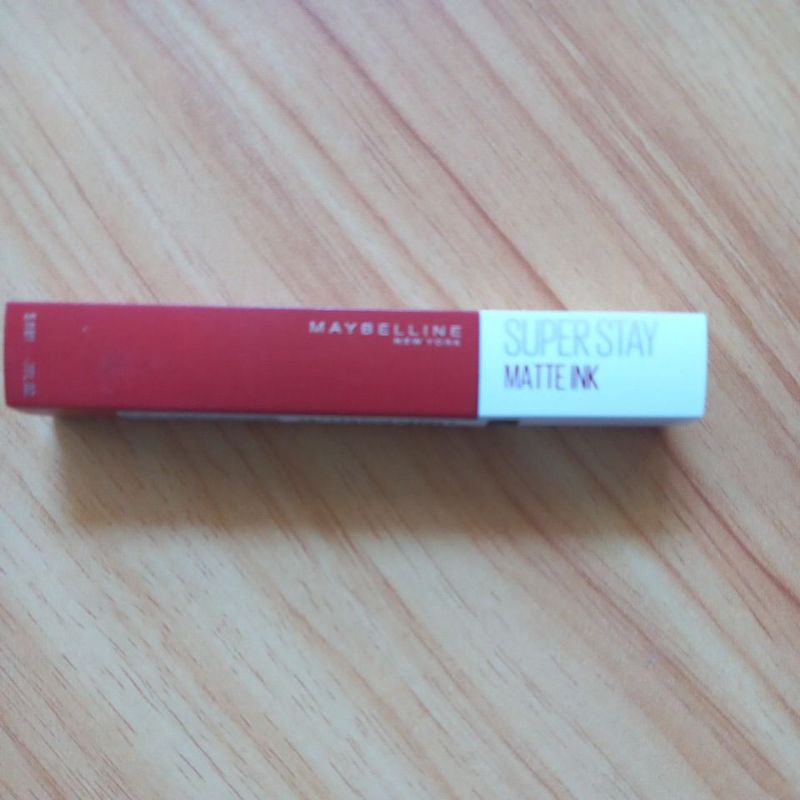 MAYBELLINE
NEW YORK
SUPER STAY
MATTE INK